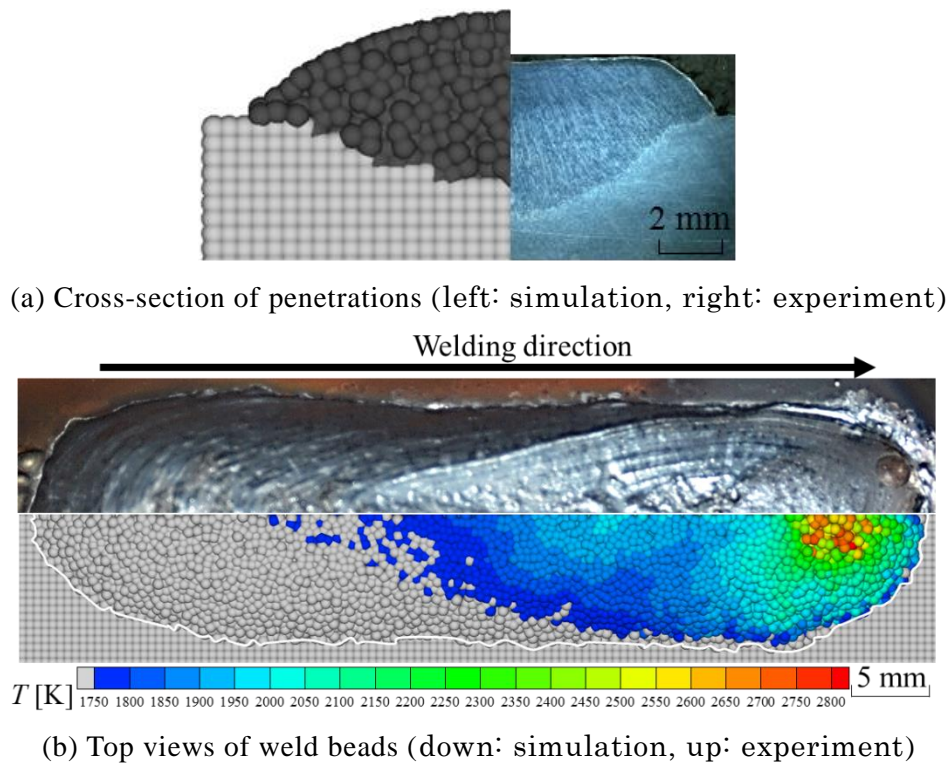 2 mm
(a) Cross-section of penetrations (left: simulation, right: experiment)
Welding direction
T [K] 1750 1800 1850 1900 1950 2000 2050 2100 2150 2200 2250 2300 2350 2400 2450 2500 2550 2600 2650 2700 2750 2800 5 mm
(b) Top views of weld beads (down: simulation, up: experiment)